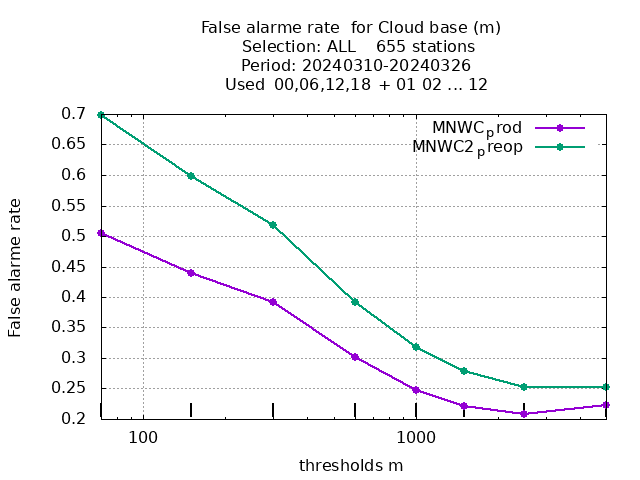 False alarme rate  for Cloud base (m)
Selection: ALL    655 stations
Period: 20240310-20240326
Used  00,06,12,18 + 01 02 ... 12
0.7
0.65
0.6
0.55
0.5
0.45
0.4
0.35
0.3
0.25
0.2
False alarme rate
MNWCprod
MNWC2preop
100
1000
thresholds m